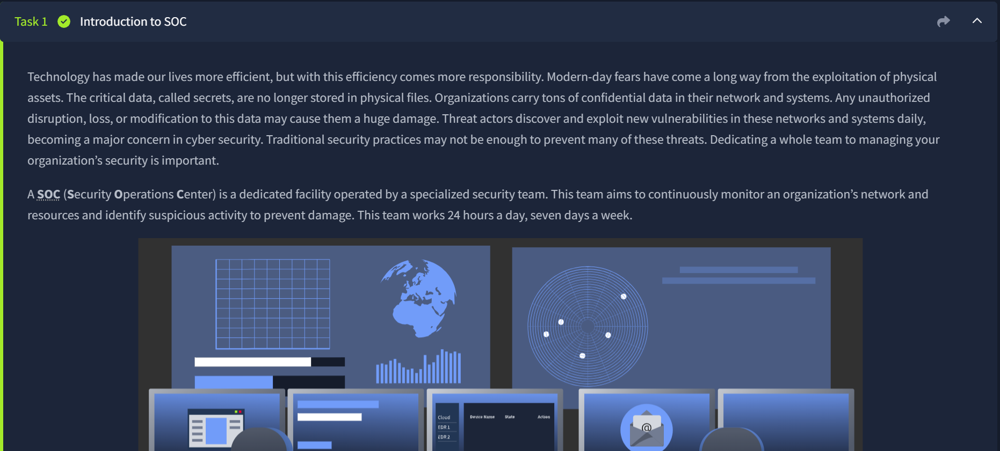 Task 1 Introduction to SOC
Technology has made our lives more efficient, but with this efficiency comes more responsibility. Modern-day fears have come a long way from the exploitation of physical
assets. The critical data, called secrets, are no longer stored in physical files. Organizations carry tons of confidential data in their network and systems. Any unauthorized
disruption, loss, or modification to this data may cause them a huge damage. Threat actors discover and exploit new vulnerabilities in these networks and systems daily,
becoming a major concern in cyber security. Traditional security practices may not be enough to prevent many of these threats. Dedicating a whole team to managing your
organization’s security is important.
A SOC (Security Operations Center) is a dedicated facility operated by a specialized security team. This team aims to continuously monitor an organization’s network and
resources and identify suspicious activity to prevent damage. This team works 24 hours a day, seven days a week.
Cloud
EDR 1
EDR 2
Device Name State Action
@